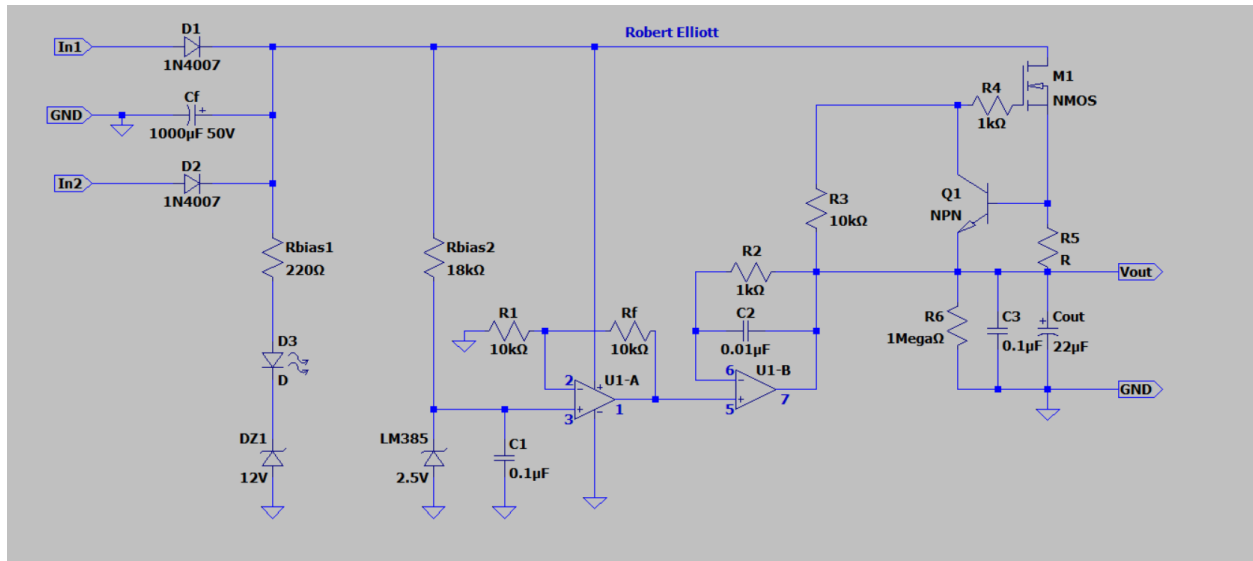 Robert Elliott
In1
D1
1N4007
GND
Cf
+
1000µF 50V
In2
D2
1N4007
Rbias1
220Ω
D3
D
DZ1
12V
Rbias2
18kΩ
LM385
2.5V
C1
0.1µF
R1
10kΩ
Rf
10kΩ
U1-A
2
3
1
R2
1kΩ
C2
0.01µF
U1-B
6
5
7
R3
10kΩ
R4
1kΩ
M1
NMOS
Q1
NPN
R5
R
Vout
R6
1MegaΩ
C3
0.1µF
+
Cout
22µF
GND